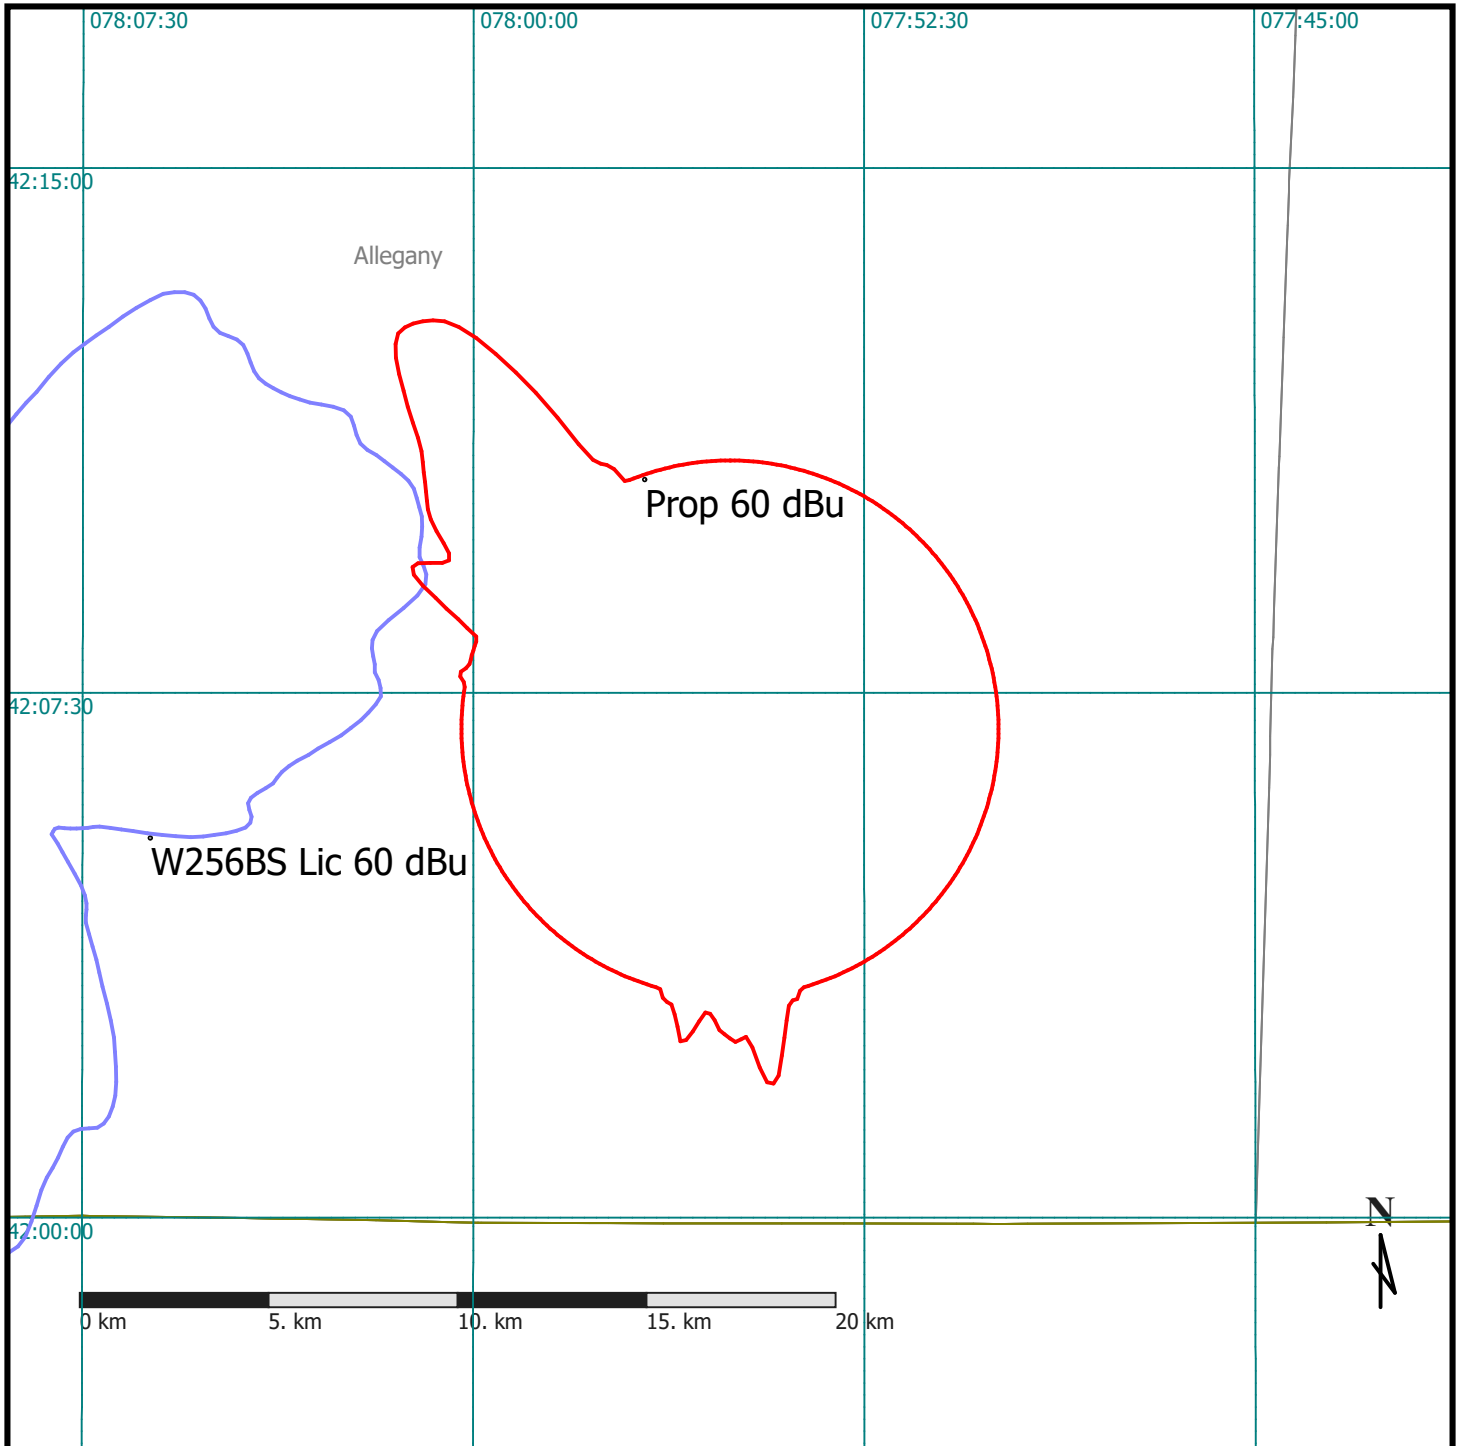 078:07:30
078:00:00
077:52:30
077:45:00
42:15:00
Allegany
Prop 60 dBu
42:07:30
W256BS Lic 60 dBu
N
42:00:00
0 km
5. km
10. km
15. km
20 km